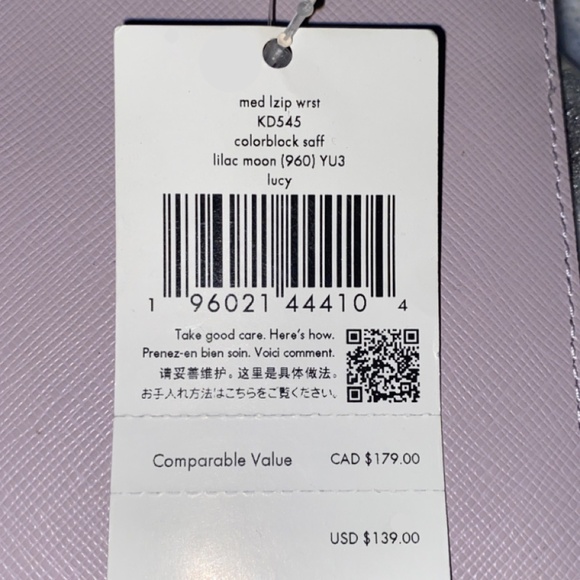 med lzip wrst
KD545
colorblock saff
lilac moon (960) YU3
lucy
1 96021 44410 4
Take good care. Here's how.
Prenez-en bien soin. Voici comment.
请妥善维护。这里是具体做法。
お手入れ方法はこちらをご覧ください。
Comparable Value CAD $179.00
USD $139.00